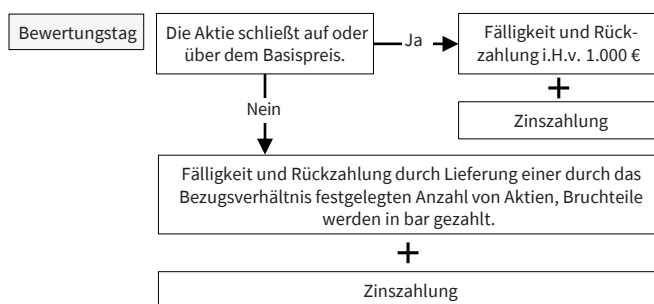 Bewertungstag
Die Aktie schließt auf oder
über dem Basispreis.
Ja
Fälligkeit und Rück-
zahlung i.H.v. 1.000 €
+
Zinszahlung
Nein
Fälligkeit und Rückzahlung durch Lieferung einer durch das
Bezugsverhältnis festgelegten Anzahl von Aktien, Bruchteile
werden in bar gezahlt.
+
Zinszahlung